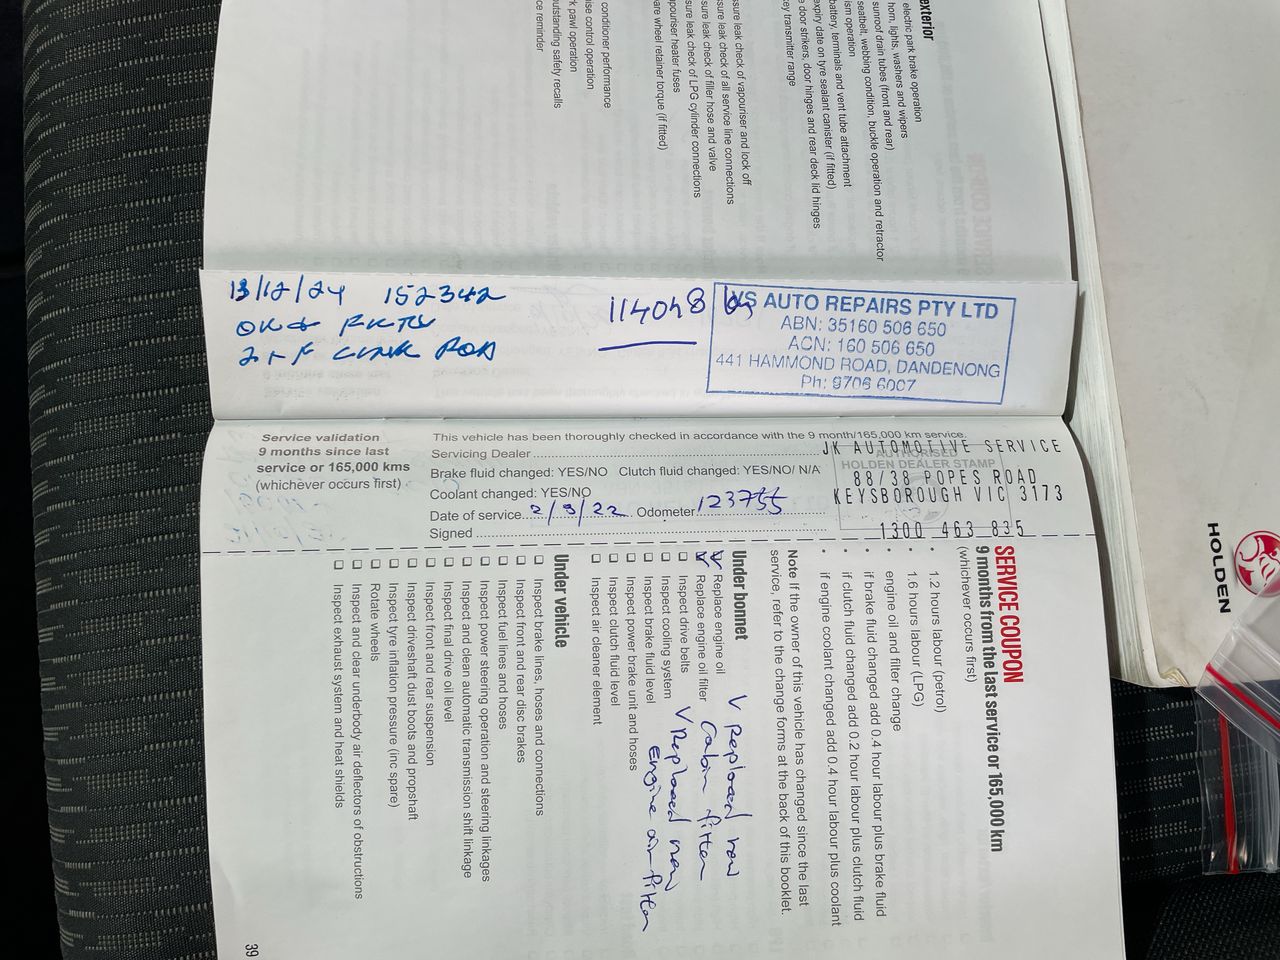 exterior
electric park brake operation
horn, lights, washers and wipers
sunroof drain tubes (front and rear)
seatbelt, webbing condition, buckle operation and retractor
operation
battery, terminals and vent tube attachment
expiry date on tyre sealant canister (if fitted)
door strikers, door hinges and rear deck lid hinges
key transmitter range
leak check of vapouriser and lock off
leak check of all service line connections
leak check of filler hose and valve
leak check of LPG cylinder connections
heater fuses
wheel retainer torque (if fitted)
conditioner performance
control operation
pawl operation
outstanding safety recalls
reminder
13/12/24 152342
114048
VS AUTO REPAIRS PTY LTD
ABN: 35160 506 650
ACN: 160 506 650
441 HAMMOND ROAD, DANDENONG
Ph: 9706 6007
Service validation
9 months since last
service or 165,000 kms
(whichever occurs first)
This vehicle has been thoroughly checked in accordance with the 9 month/165,000 km service.
Servicing Dealer
Brake fluid changed: YES/NO Clutch fluid changed: YES/NO/ N/A
Coolant changed: YES/NO
Date of service 2/3/22 Odometer 123755
Signed
AUTHORISED
HOLDEN DEALER STAMP
JK AUTOMOTIVE SERVICE
88/38 POPES ROAD
KEYSBOROUGH VIC 3173
1300 463 835
SERVICE COUPON
9 months from the last service or 165,000 km
(whichever occurs first)
• 1.2 hours labour (petrol)
• 1.6 hours labour (LPG)
engine oil and filter change
• if brake fluid changed add 0.4 hour labour plus brake fluid
• if clutch fluid changed add 0.2 hour labour plus clutch fluid
• if engine coolant changed add 0.4 hour labour plus coolant
Note If the owner of this vehicle has changed since the last
service, refer to the change forms at the back of this booklet.
Under bonnet
Replace engine oil
Replace engine oil filter
Inspect drive belts
Inspect cooling system
Inspect brake fluid level
Inspect power brake unit and hoses
Inspect clutch fluid level
Inspect air cleaner element
V Replaced new
Cabin filter
V Replaced new
Engine air filter
Under vehicle
Inspect brake lines, hoses and connections
Inspect front and rear disc brakes
Inspect fuel lines and hoses
Inspect power steering operation and steering linkages
Inspect and clean automatic transmission shift linkage
Inspect final drive oil level
Inspect front and rear suspension
Inspect driveshaft dust boots and propshaft
Inspect tyre inflation pressure (inc spare)
Rotate wheels
Inspect and clear underbody air deflectors of obstructions
Inspect exhaust system and heat shields
39
HOLDEN